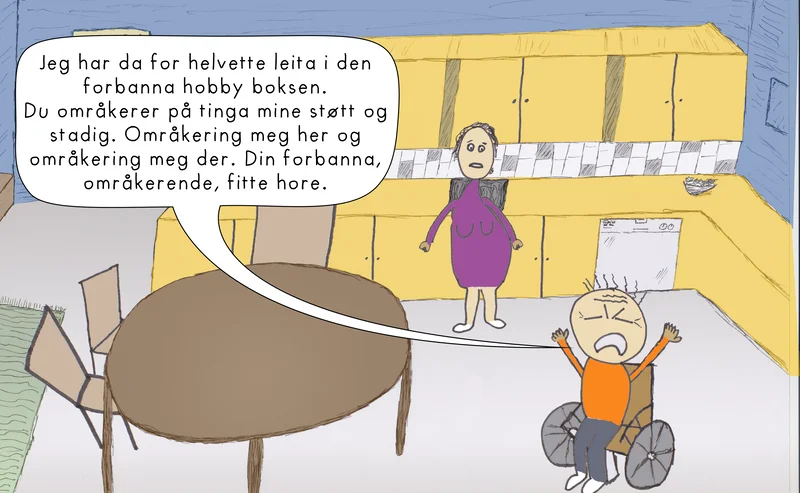 Jeg har da for helvette leita i den
forbanna hobby boksen.
Du områkerer på tinga mine støtt og
stadig. Områkering meg her og
områkering meg der. Din forbanna,
områkerende, fitte hore.